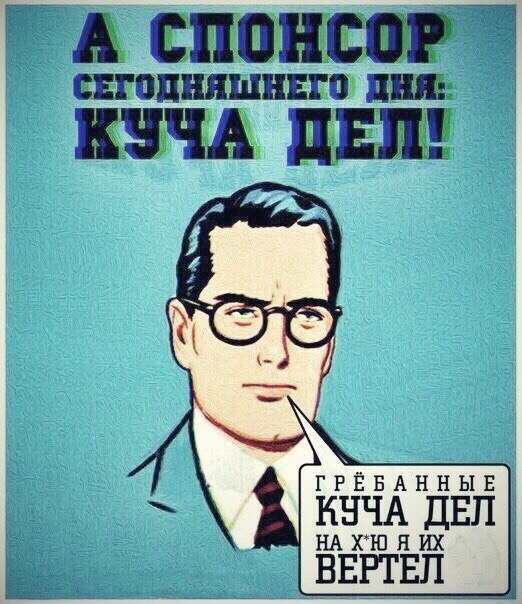 А СПОНСОР
СЕГОДНЯШНЕГО ДНЯ:
КУЧА ДЕЛ!
ГРЁБАННЫЕ
КУЧА ДЕЛ
НА Х*Ю Я ИХ
ВЕРТЕЛ